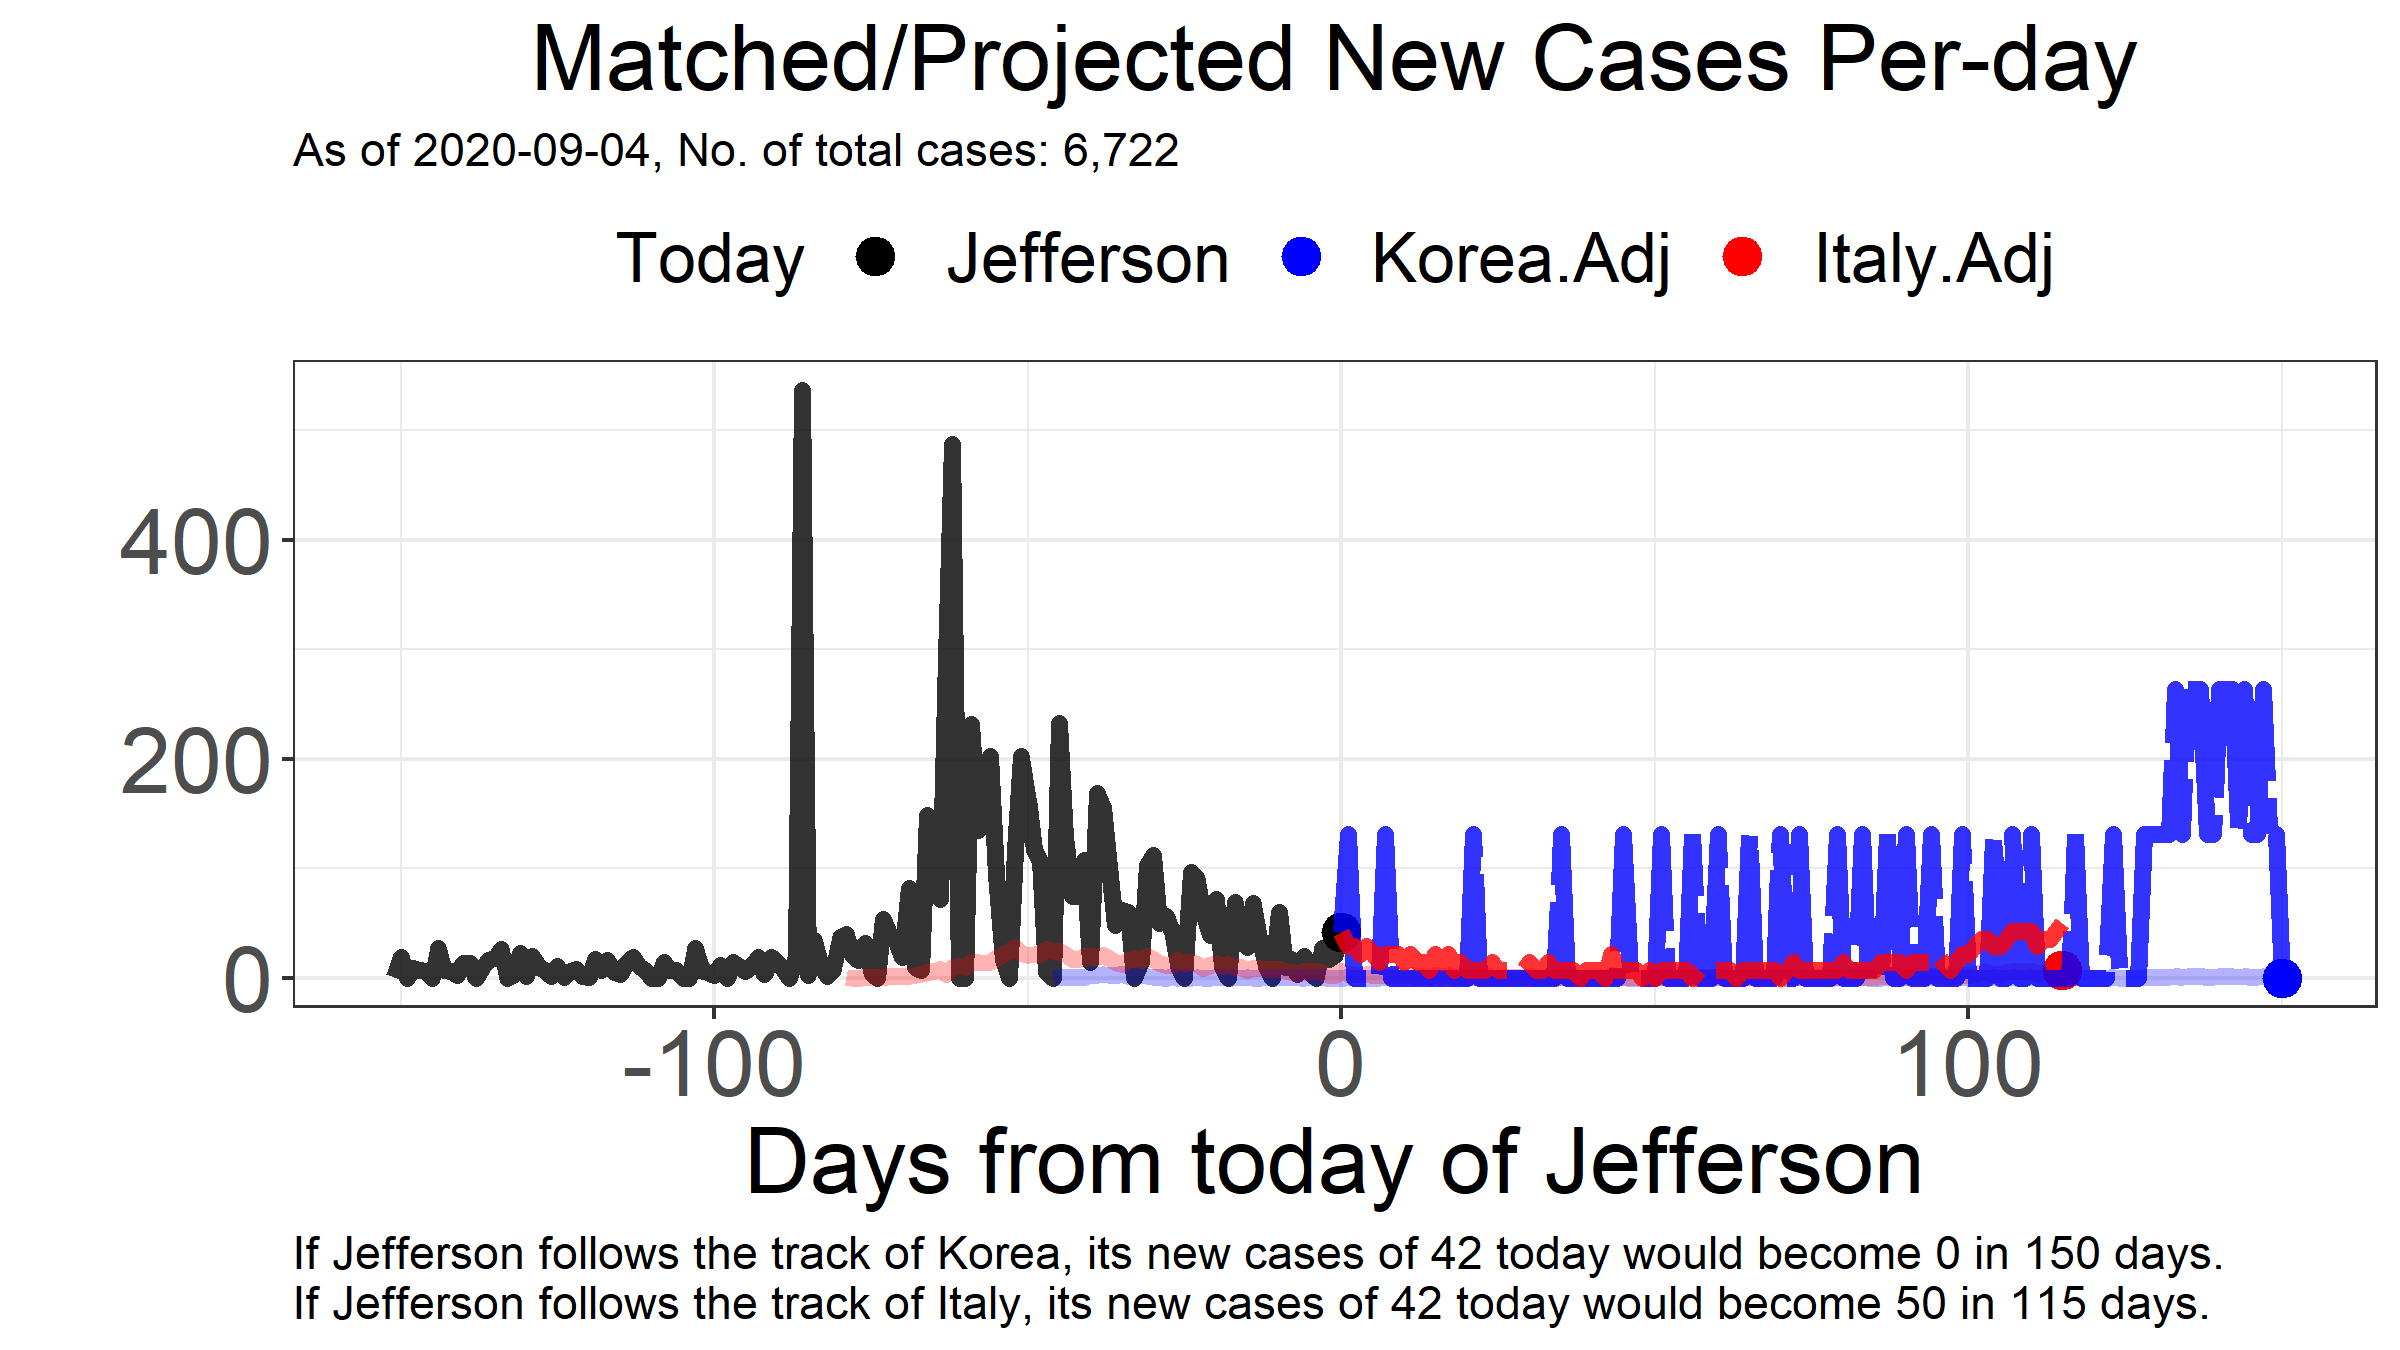 Matched/Projected New Cases Per-day
As of 2020-09-04, No. of total cases: 6,722
Today Jefferson Korea.Adj Italy.Adj
400
200
0
-100 0 100
Days from today of Jefferson
If Jefferson follows the track of Korea, its new cases of 42 today would become 0 in 150 days.
If Jefferson follows the track of Italy, its new cases of 42 today would become 50 in 115 days.